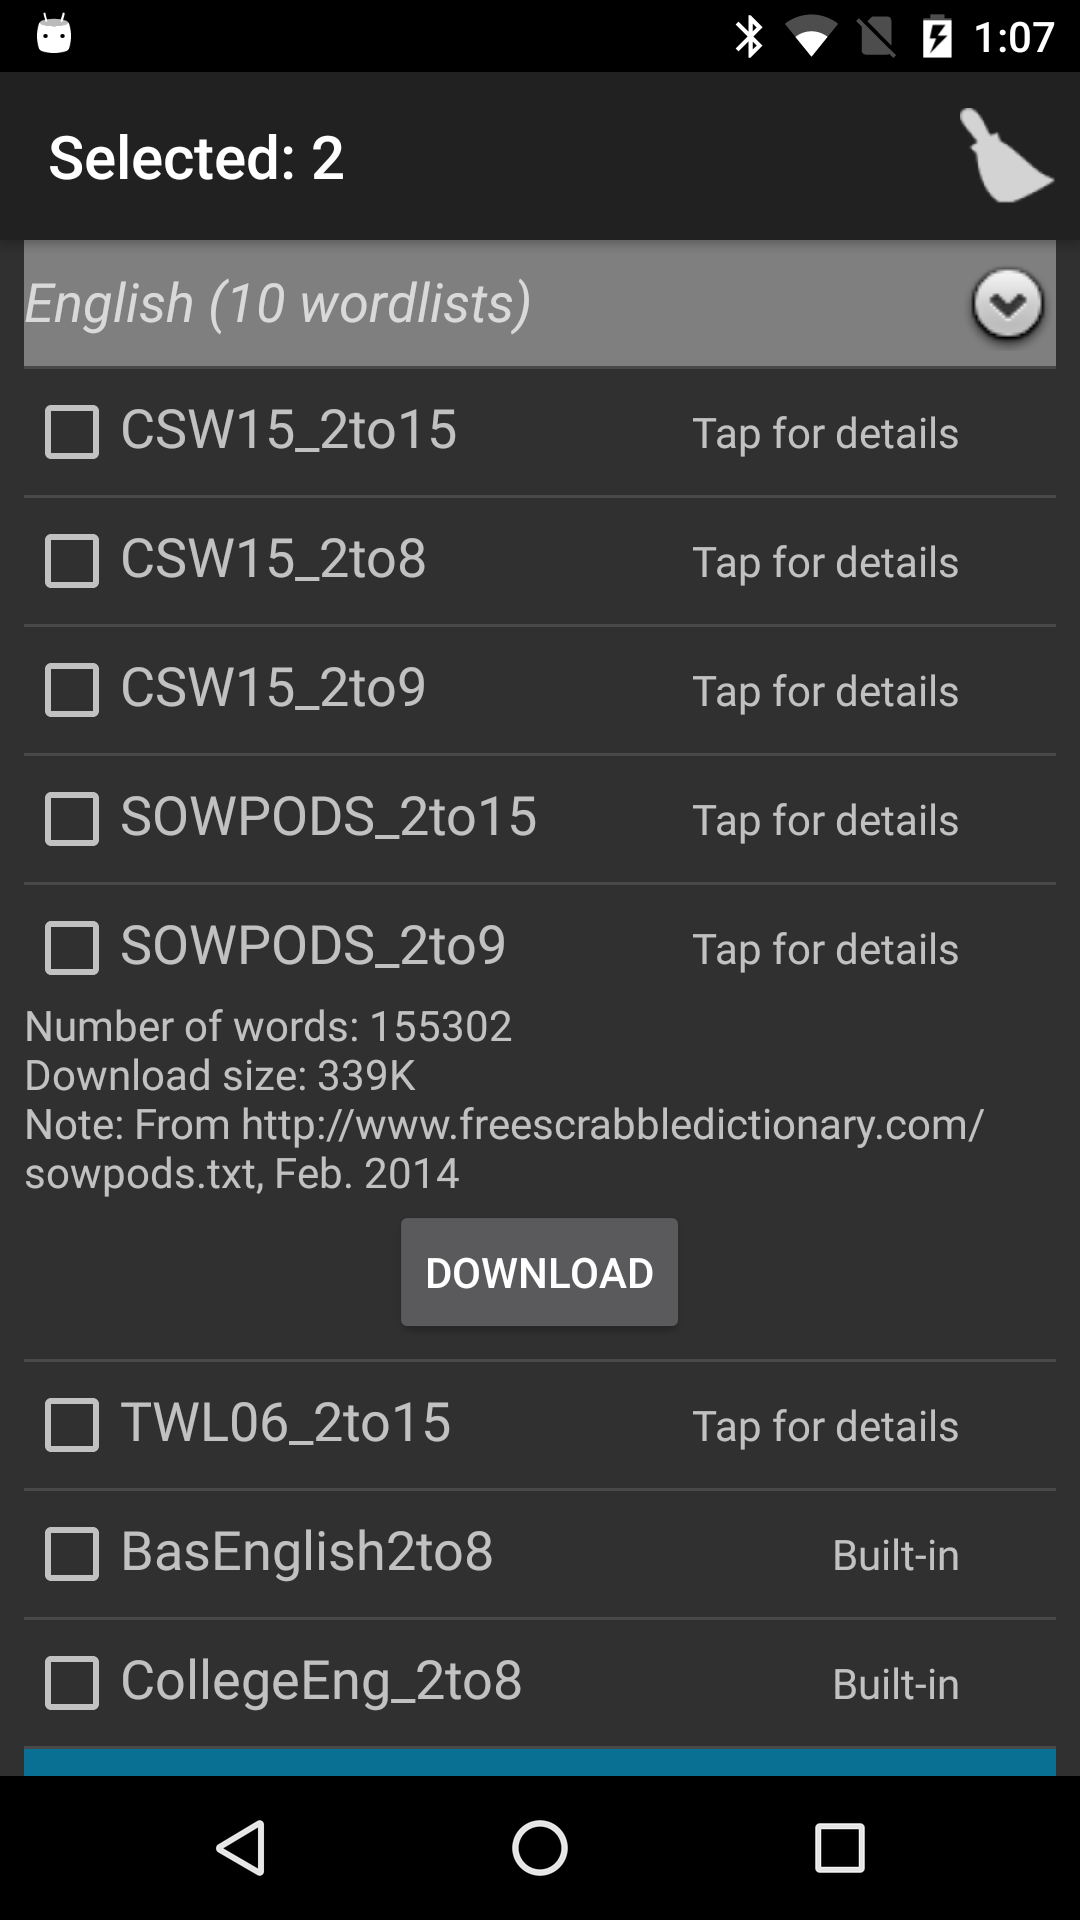 1:07
Selected: 2
English (10 wordlists)
CSW15_2to15 Tap for details
CSW15_2to8 Tap for details
CSW15_2to9 Tap for details
SOWPODS_2to15 Tap for details
SOWPODS_2to9 Tap for details
Number of words: 155302
Download size: 339K
Note: From http://www.freescrabbledictionary.com/
sowpods.txt, Feb. 2014
DOWNLOAD
TWL06_2to15 Tap for details
BasEnglish2to8 Built-in
CollegeEng_2to8 Built-in